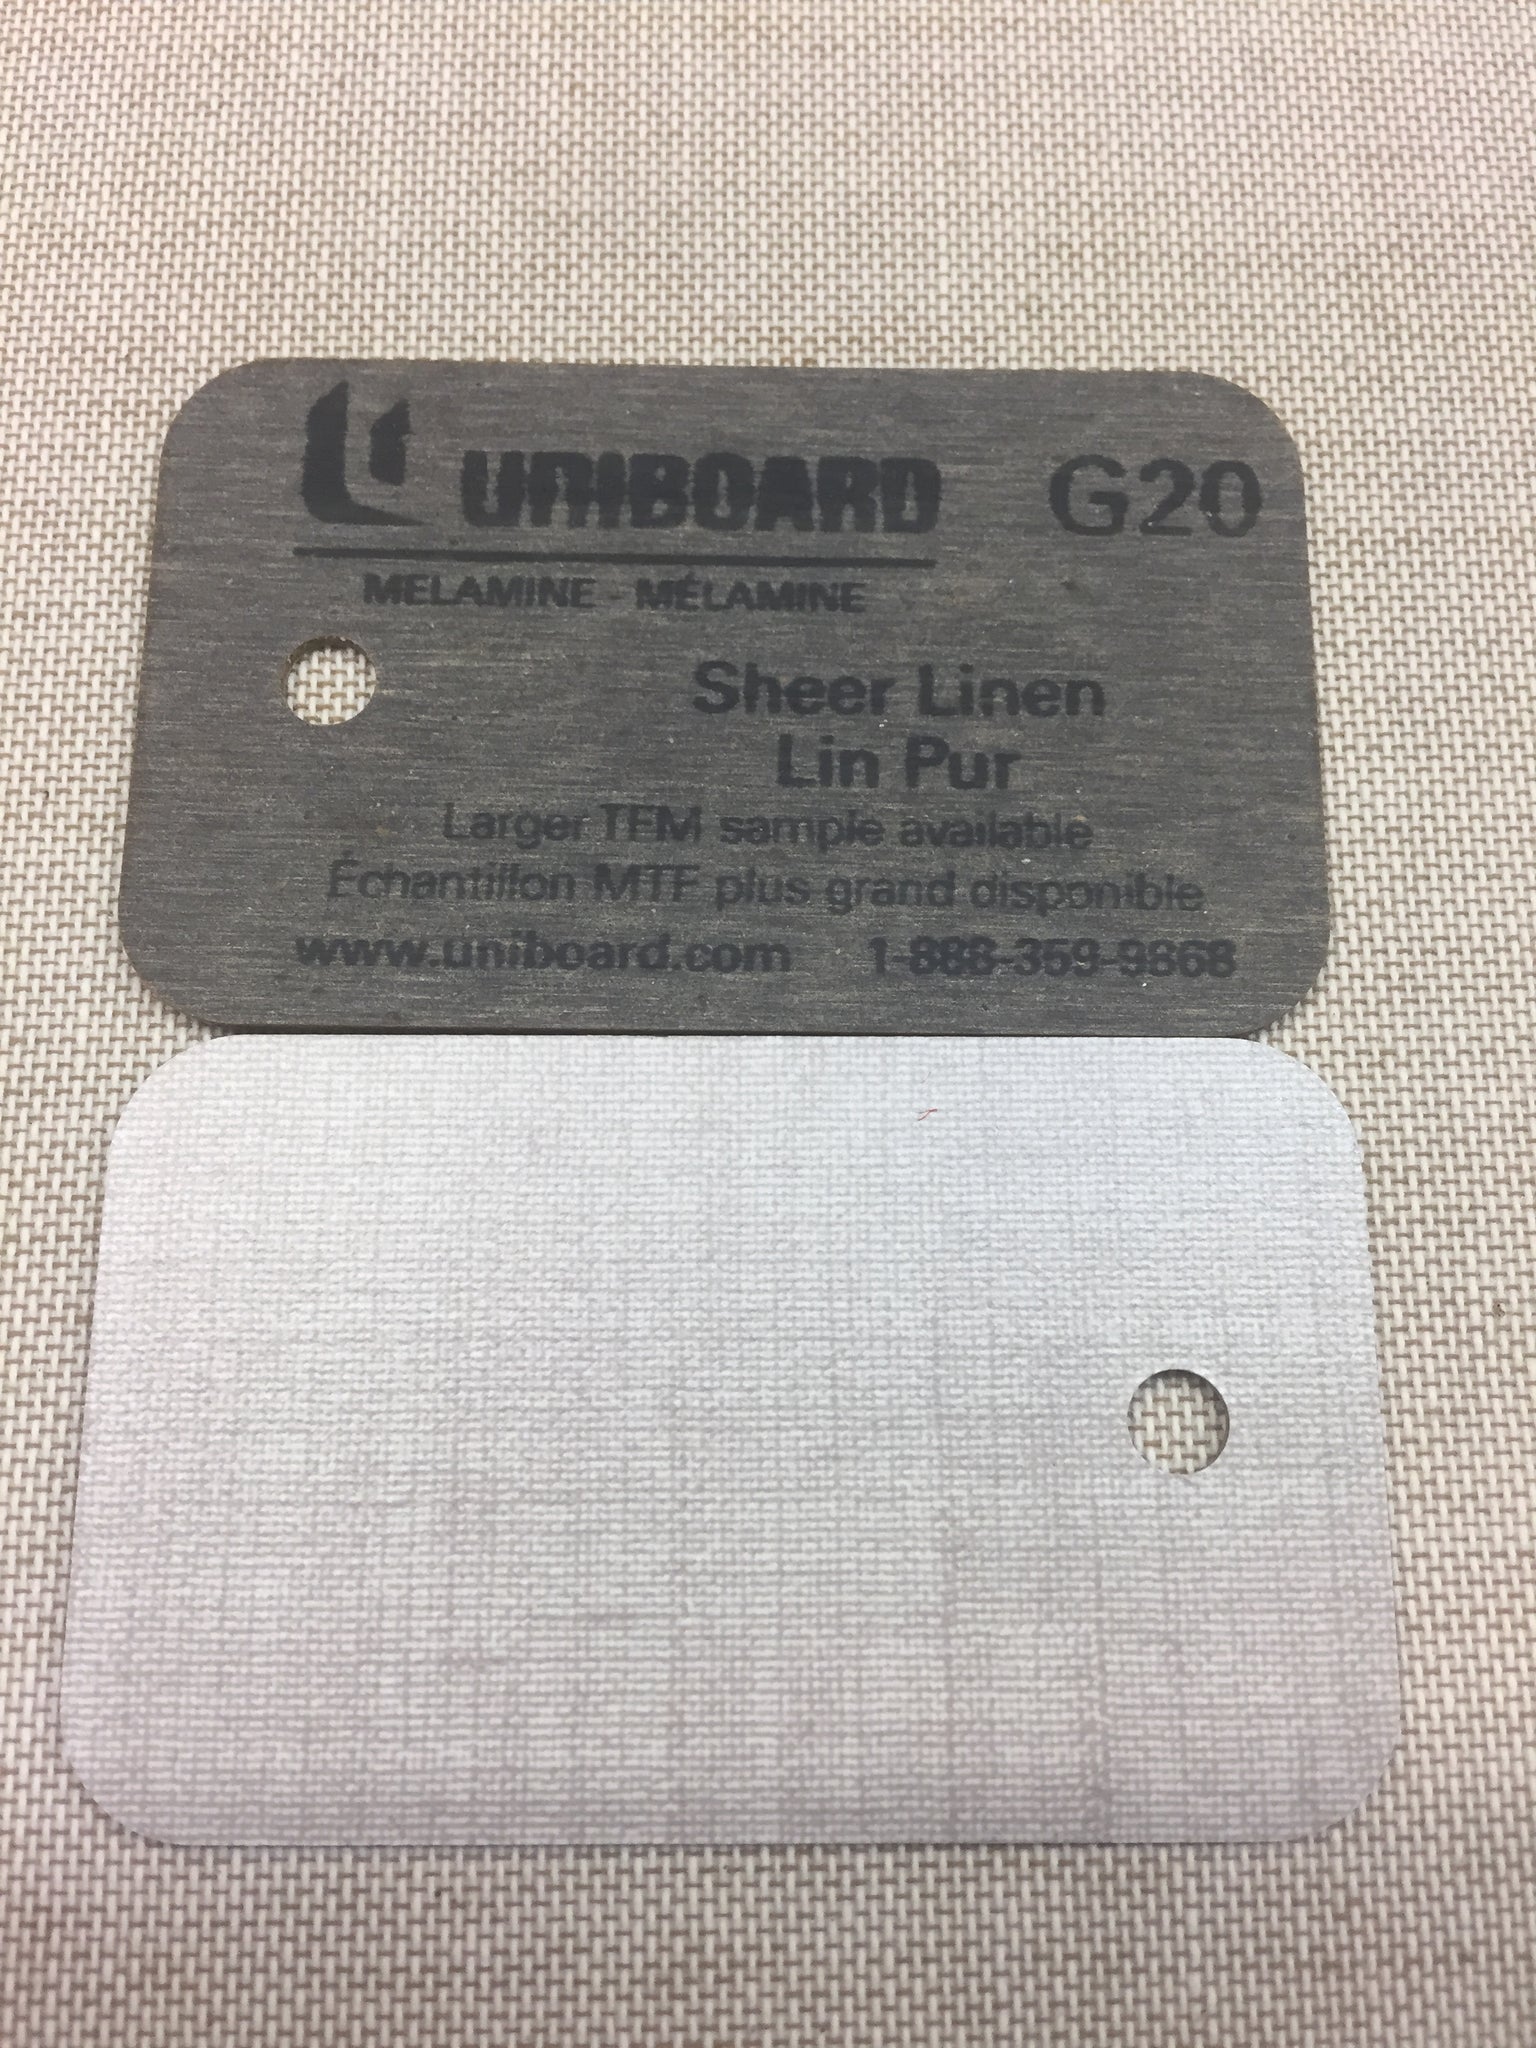 UNIBOARD G20
MELAMINE - MÉLAMINE
Sheer Linen
Lin Pur
Larger TFM sample available
Échantillon MTF plus grand disponible
www.uniboard.com 1-888-359-9868